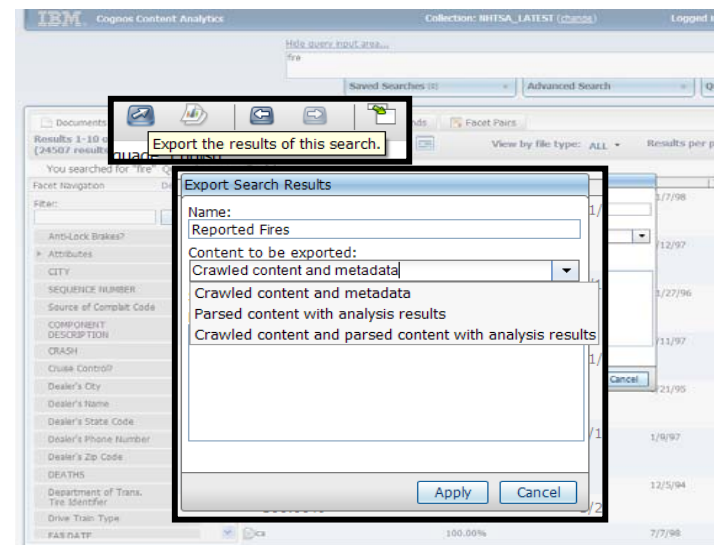 IBM. Cognos Content Analytics
Collection: NHTSA_LATEST (change)
Logged
Hide query input area...
fire
Saved Searches
Advanced Search
Documents
Facet Pairs
Export the results of this search.
Results 1-10
(24507
View by file type: ALL
Results per
You searched for "fire"
Facet Navigation
Filter:
Anti-Lock Brakes?
Attributes
CITY
SEQUENCE NUMBER
Source of Complait Code
COMPONENT
DESCRIPTION
CRASH
Cruise Control?
Dealer's City
Dealer's Name
Dealer's State Code
Dealer's Phone Number
Dealer's Zip Code
DEATHS
Department of Trans.
Tire Identifier
Drive Train Type
FAILDATE
Export Search Results
Name:
Reported Fires
Content to be exported:
Crawled content and metadata
Crawled content and metadata
Parsed content with analysis results
Crawled content and parsed content with analysis results
Apply
Cancel
Cancel
1/7/98
/12/97
1/27/96
/11/97
/21/95
1/9/97
12/5/94
100.00%
7/7/98